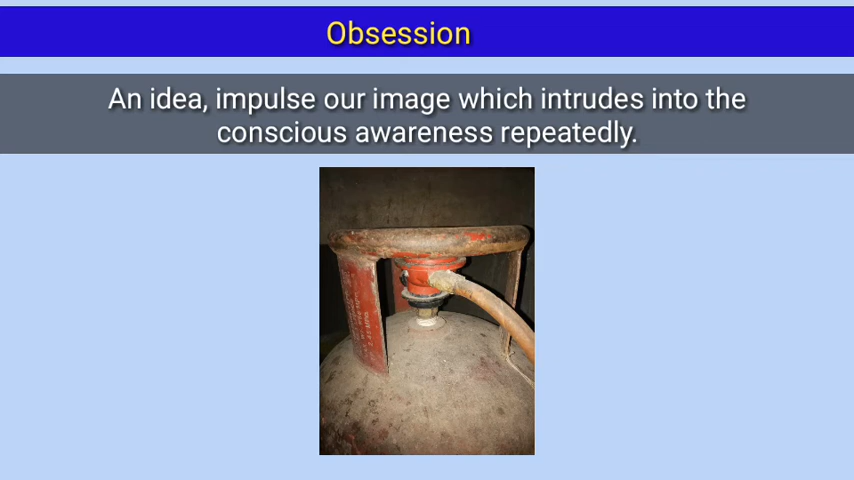 Obsession
An idea, impulse our image which intrudes into the
conscious awareness repeatedly.